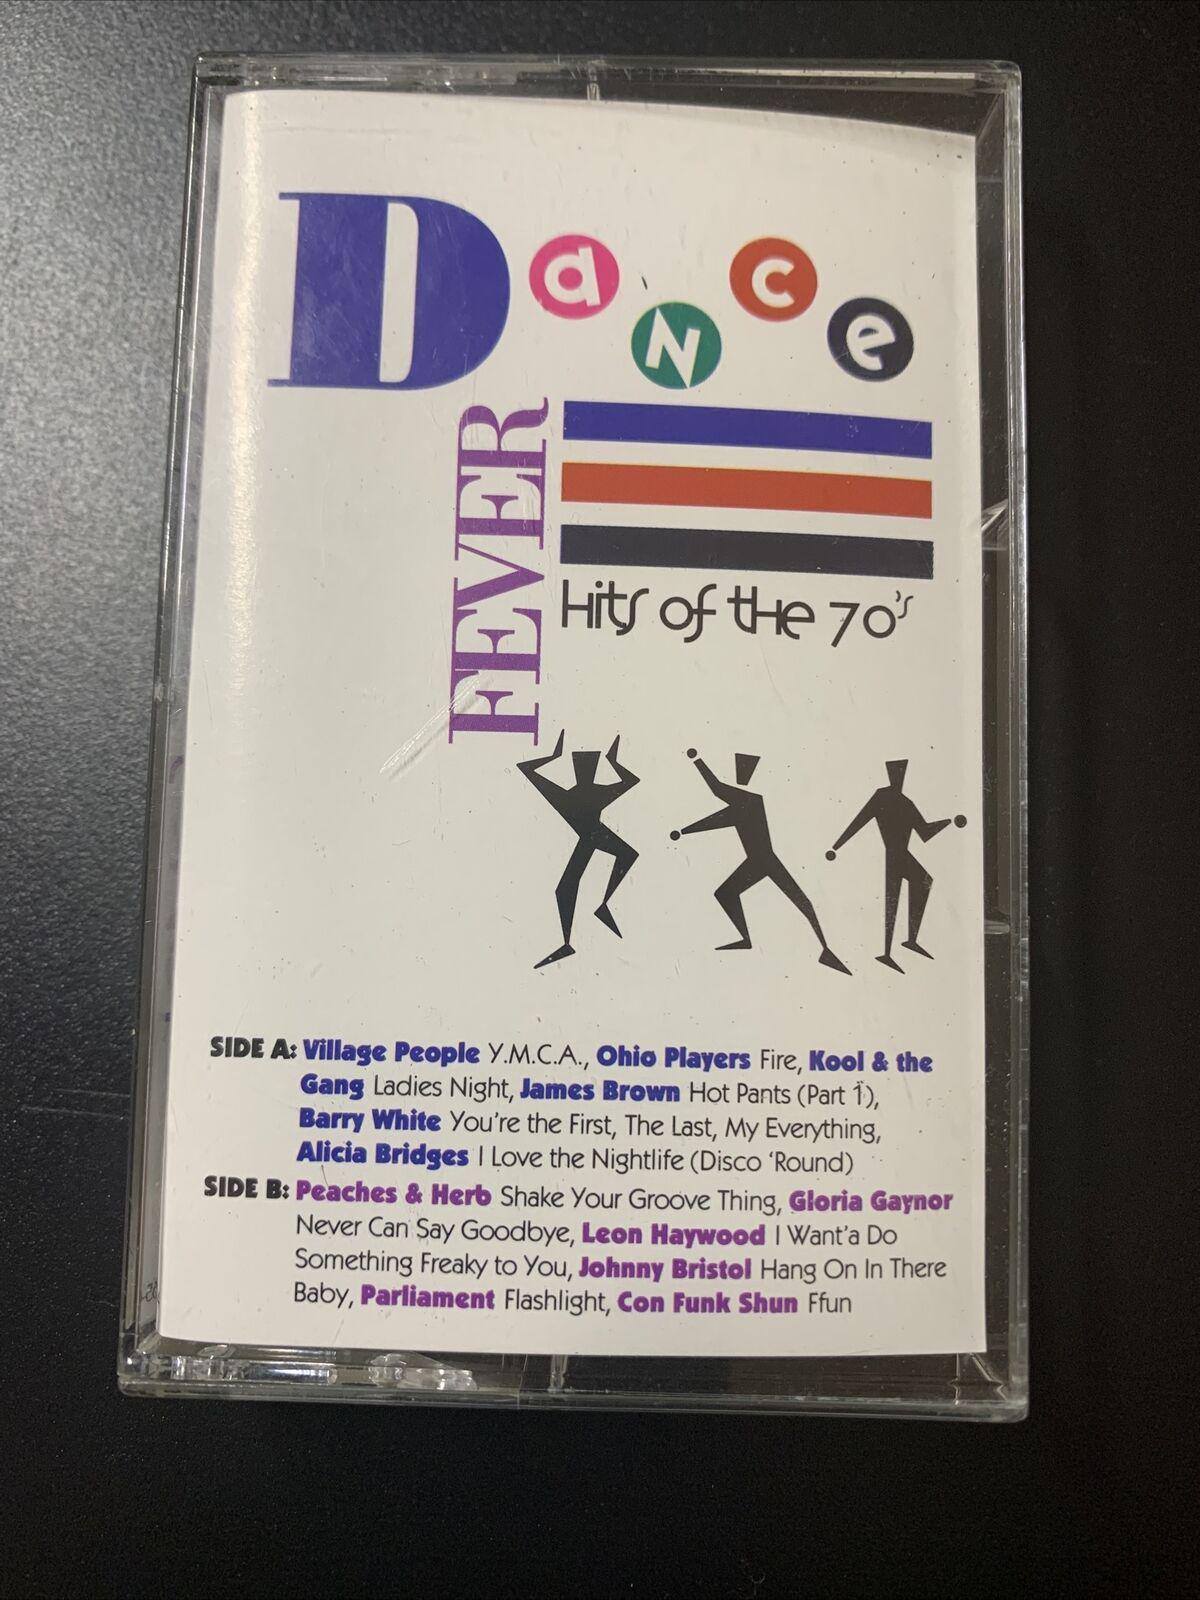 DaNce
FEVER
Hits of the 70's
SIDE A: Village People Y.M.C.A., Ohio Players Fire, Kool & the
Gang Ladies Night, James Brown Hot Pants (Part 1),
Barry White You're the First, The Last, My Everything,
Alicia Bridges I Love the Nightlife (Disco 'Round)
SIDE B: Peaches & Herb Shake Your Groove Thing, Gloria Gaynor
Never Can Say Goodbye, Leon Haywood I Want'a Do
Something Freaky to You, Johnny Bristol Hang On In There
Baby, Parliament Flashlight, Con Funk Shun Ffun